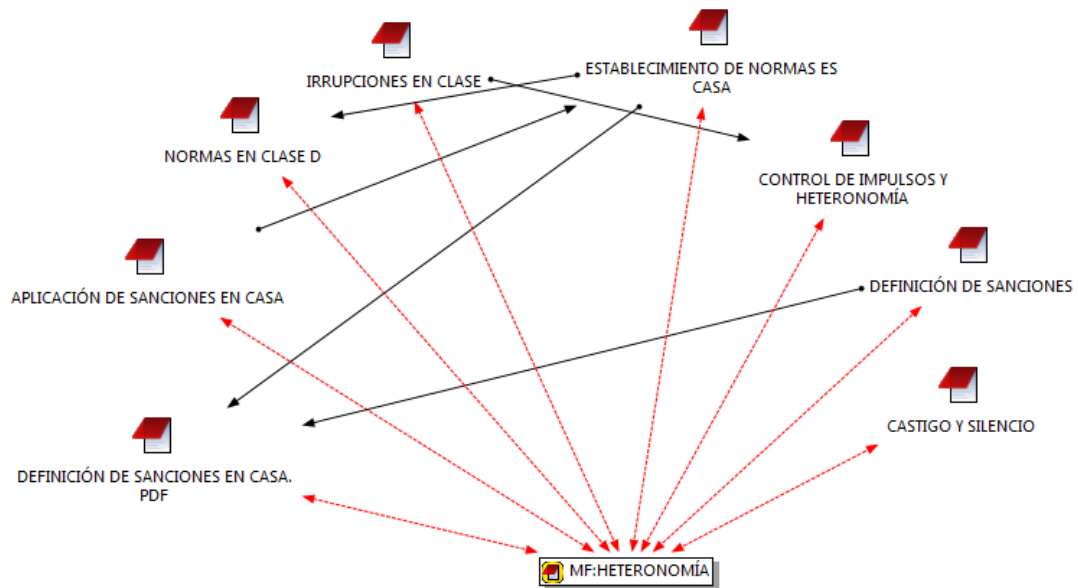 IRRUPCIONES EN CLASE
ESTABLECIMIENTO DE NORMAS ES
CASA
NORMAS EN CLASE D
CONTROL DE IMPULSOS Y
HETERONOMÍA
APLICACIÓN DE SANCIONES EN CASA
DEFINICIÓN DE SANCIONES
CASTIGO Y SILENCIO
DEFINICIÓN DE SANCIONES EN CASA.
PDF
MF:HETERONOMÍA